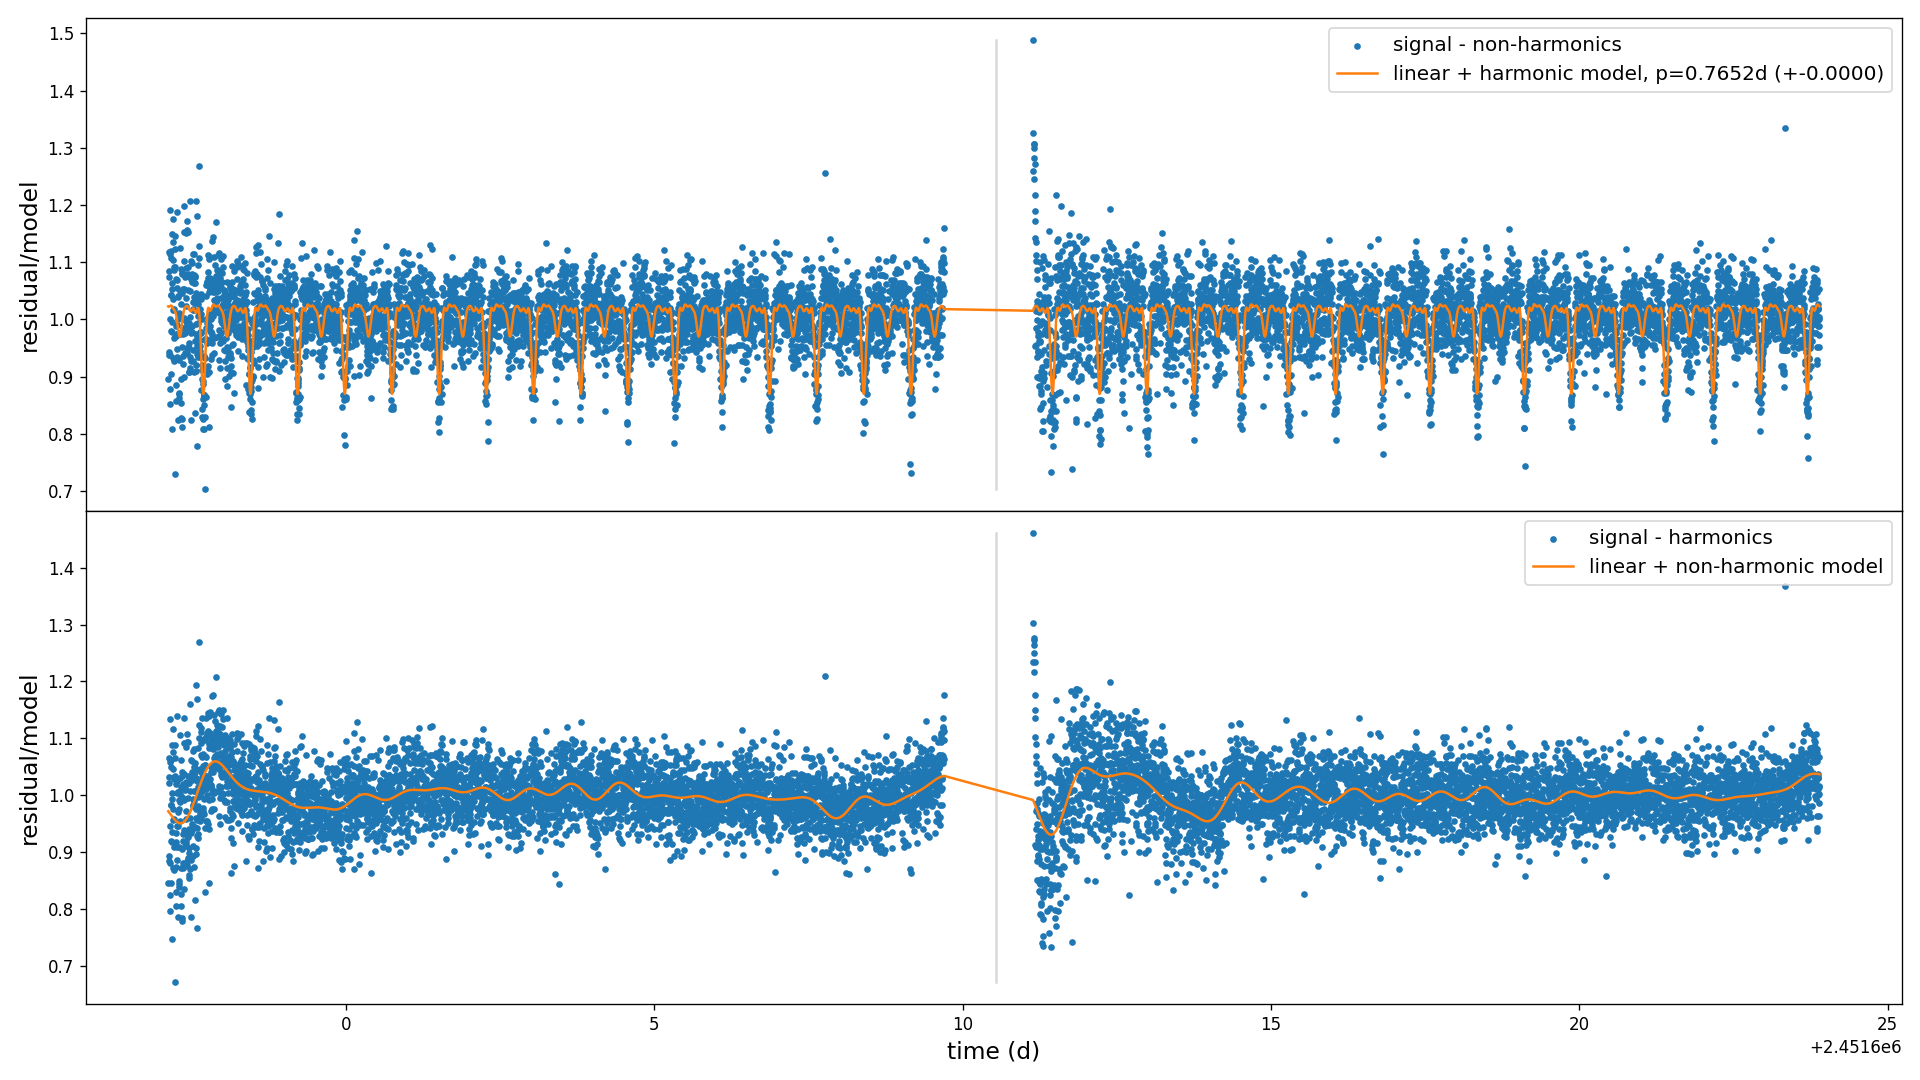 1.5
1.4
1.3
1.2
1.1
1.0
0.9
0.8
0.7
residual/model
signal - non-harmonics
linear + harmonic model, p=0.7652d (+-0.0000)
1.4
1.3
1.2
1.1
1.0
0.9
0.8
0.7
residual/model
signal - harmonics
linear + non-harmonic model
0 5 10 15 20 25
time (d)
+2.4516e6